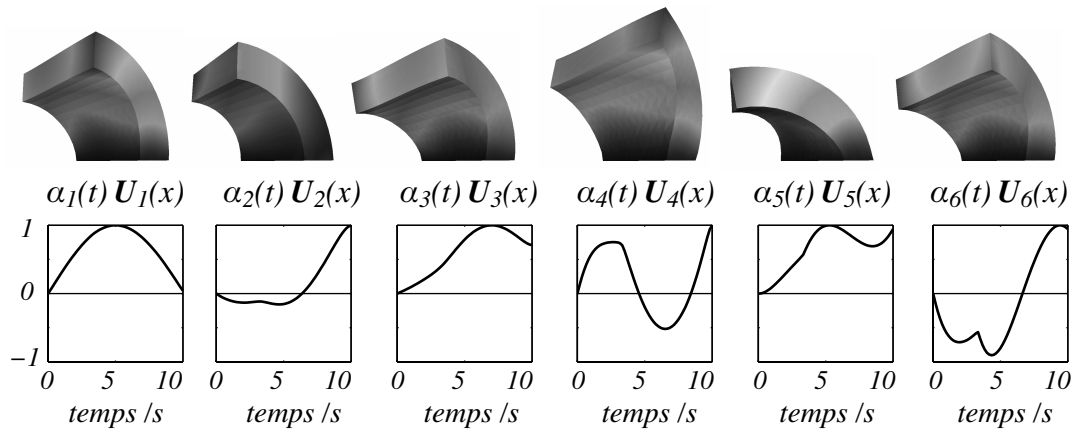 α1(t) U1(x) α2(t) U2(x) α3(t) U3(x) α4(t) U4(x) α5(t) U5(x) α6(t) U6(x)
1
0
−1
0 5 10 0 5 10 0 5 10 0 5 10 0 5 10 0 5 10
temps /s temps /s temps /s temps /s temps /s temps /s